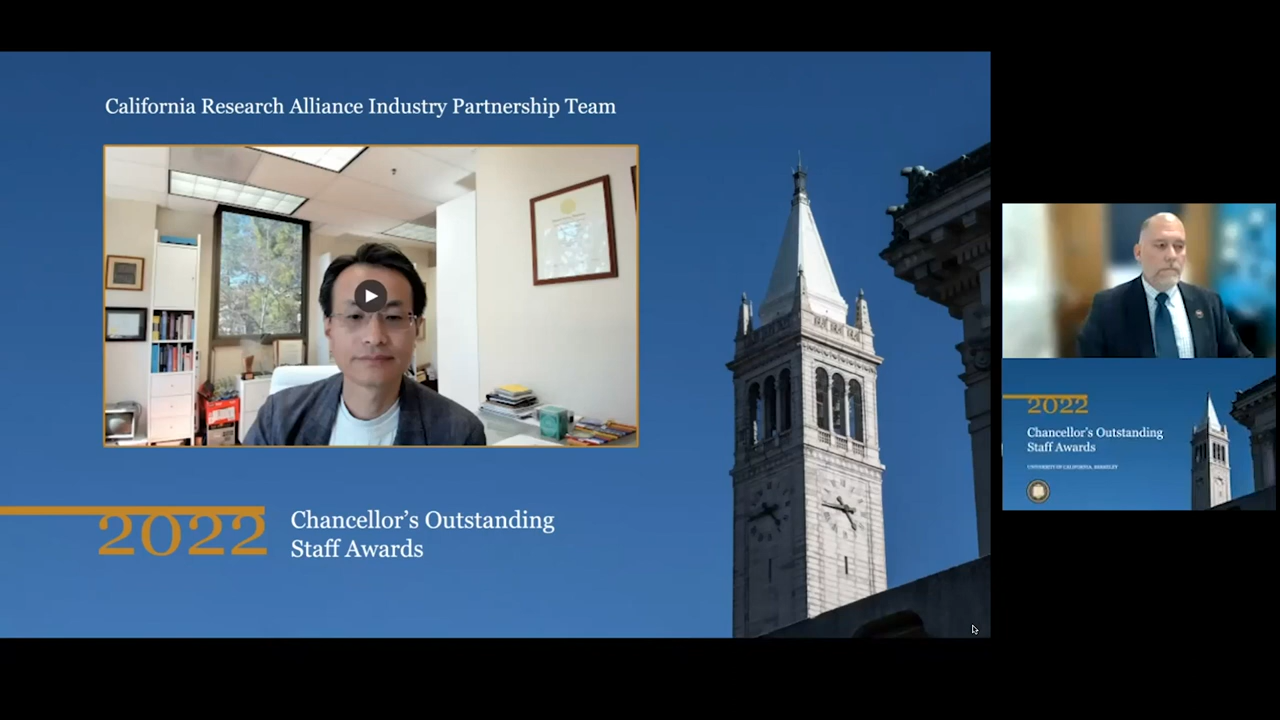 California Research Alliance Industry Partnership Team
2022
Chancellor's Outstanding
Staff Awards
2022
Chancellor's Outstanding
Staff Awards
UNIVERSITY OF CALIFORNIA, BERKELEY